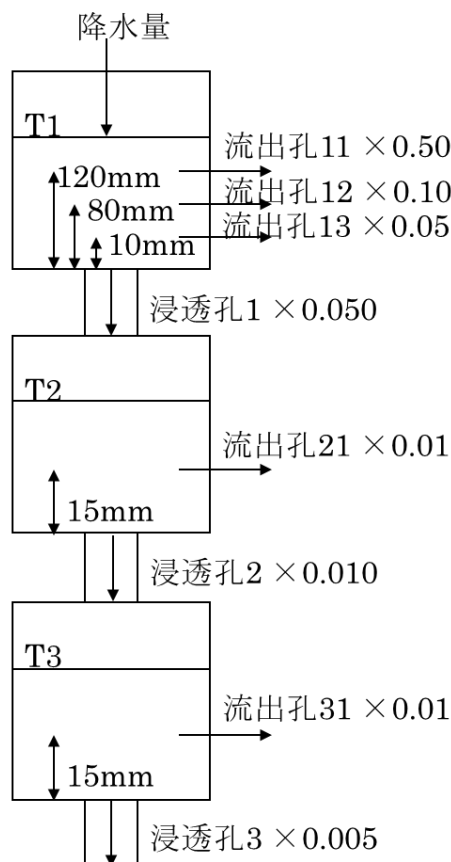 降水量
T1
流出孔11 ×0.50
120mm
流出孔12 ×0.10
80mm
流出孔13 ×0.05
10mm
浸透孔1 ×0.050
T2
流出孔21 ×0.01
15mm
浸透孔2 ×0.010
T3
流出孔31 ×0.01
15mm
浸透孔3 ×0.005